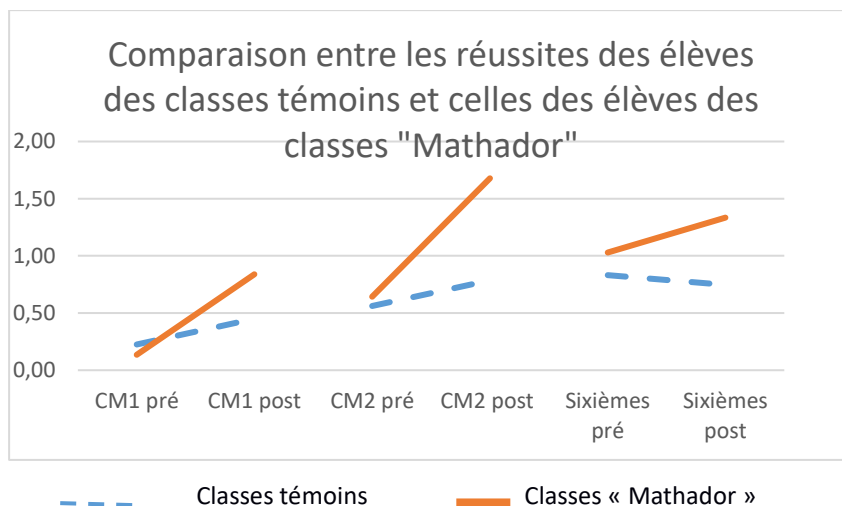 Comparaison entre les réussites des élèves
des classes témoins et celles des élèves des
classes "Mathador"
2,00
1,50
1,00
0,50
0,00
CM1 pré
CM1 post
CM2 pré
CM2 post
Sixièmes
pré
Sixièmes
post
Classes témoins
Classes « Mathador »